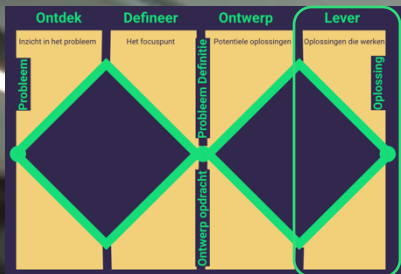 Ontdek
Defineer
Ontwerp
Lever
Inzicht in het probleem
Het focuspunt
Potentiele oplossingen
Oplossingen die werken
Probleem
Probleem Definitie
Ontwerp opdracht
Oplossing